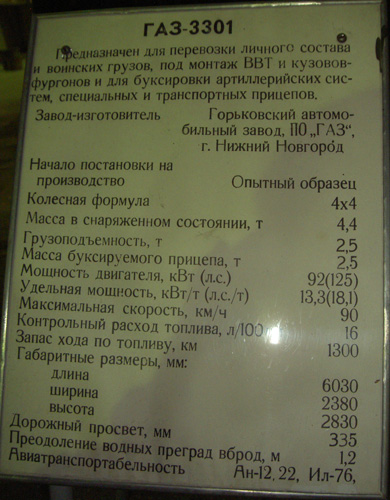 ГАЗ-3301
Предназначен для перевозки личного состава
и воинских грузов, под монтаж ВВТ и кузовов-
фургонов и для буксировки артиллерийских сис-
тем, специальных и транспортных прицепов.
Завод-изготовитель Горьковский автомо-
бильный завод, ПО „ГАЗ“,
г. Нижний Новгород
Начало постановки на
производство Опытный образец
Колесная формула 4х4
Масса в снаряженном состоянии, т 4,4
Грузоподъемность, т 2,5
Масса буксируемого прицепа, т 2,5
Мощность двигателя, кВт (л.с.) 92(125)
Удельная мощность, кВт/т (л.с./т) 13,3(18,1)
Максимальная скорость, км/ч 90
Контрольный расход топлива, л/100 16
Запас хода по топливу, км 1300
Габаритные размеры, мм:
длина 6030
ширина 2380
высота 2830
Дорожный просвет, мм 335
Преодоление водных преград вброд, м 1,2
Авиатранспортабельность Ан-12, 22, Ил-76,